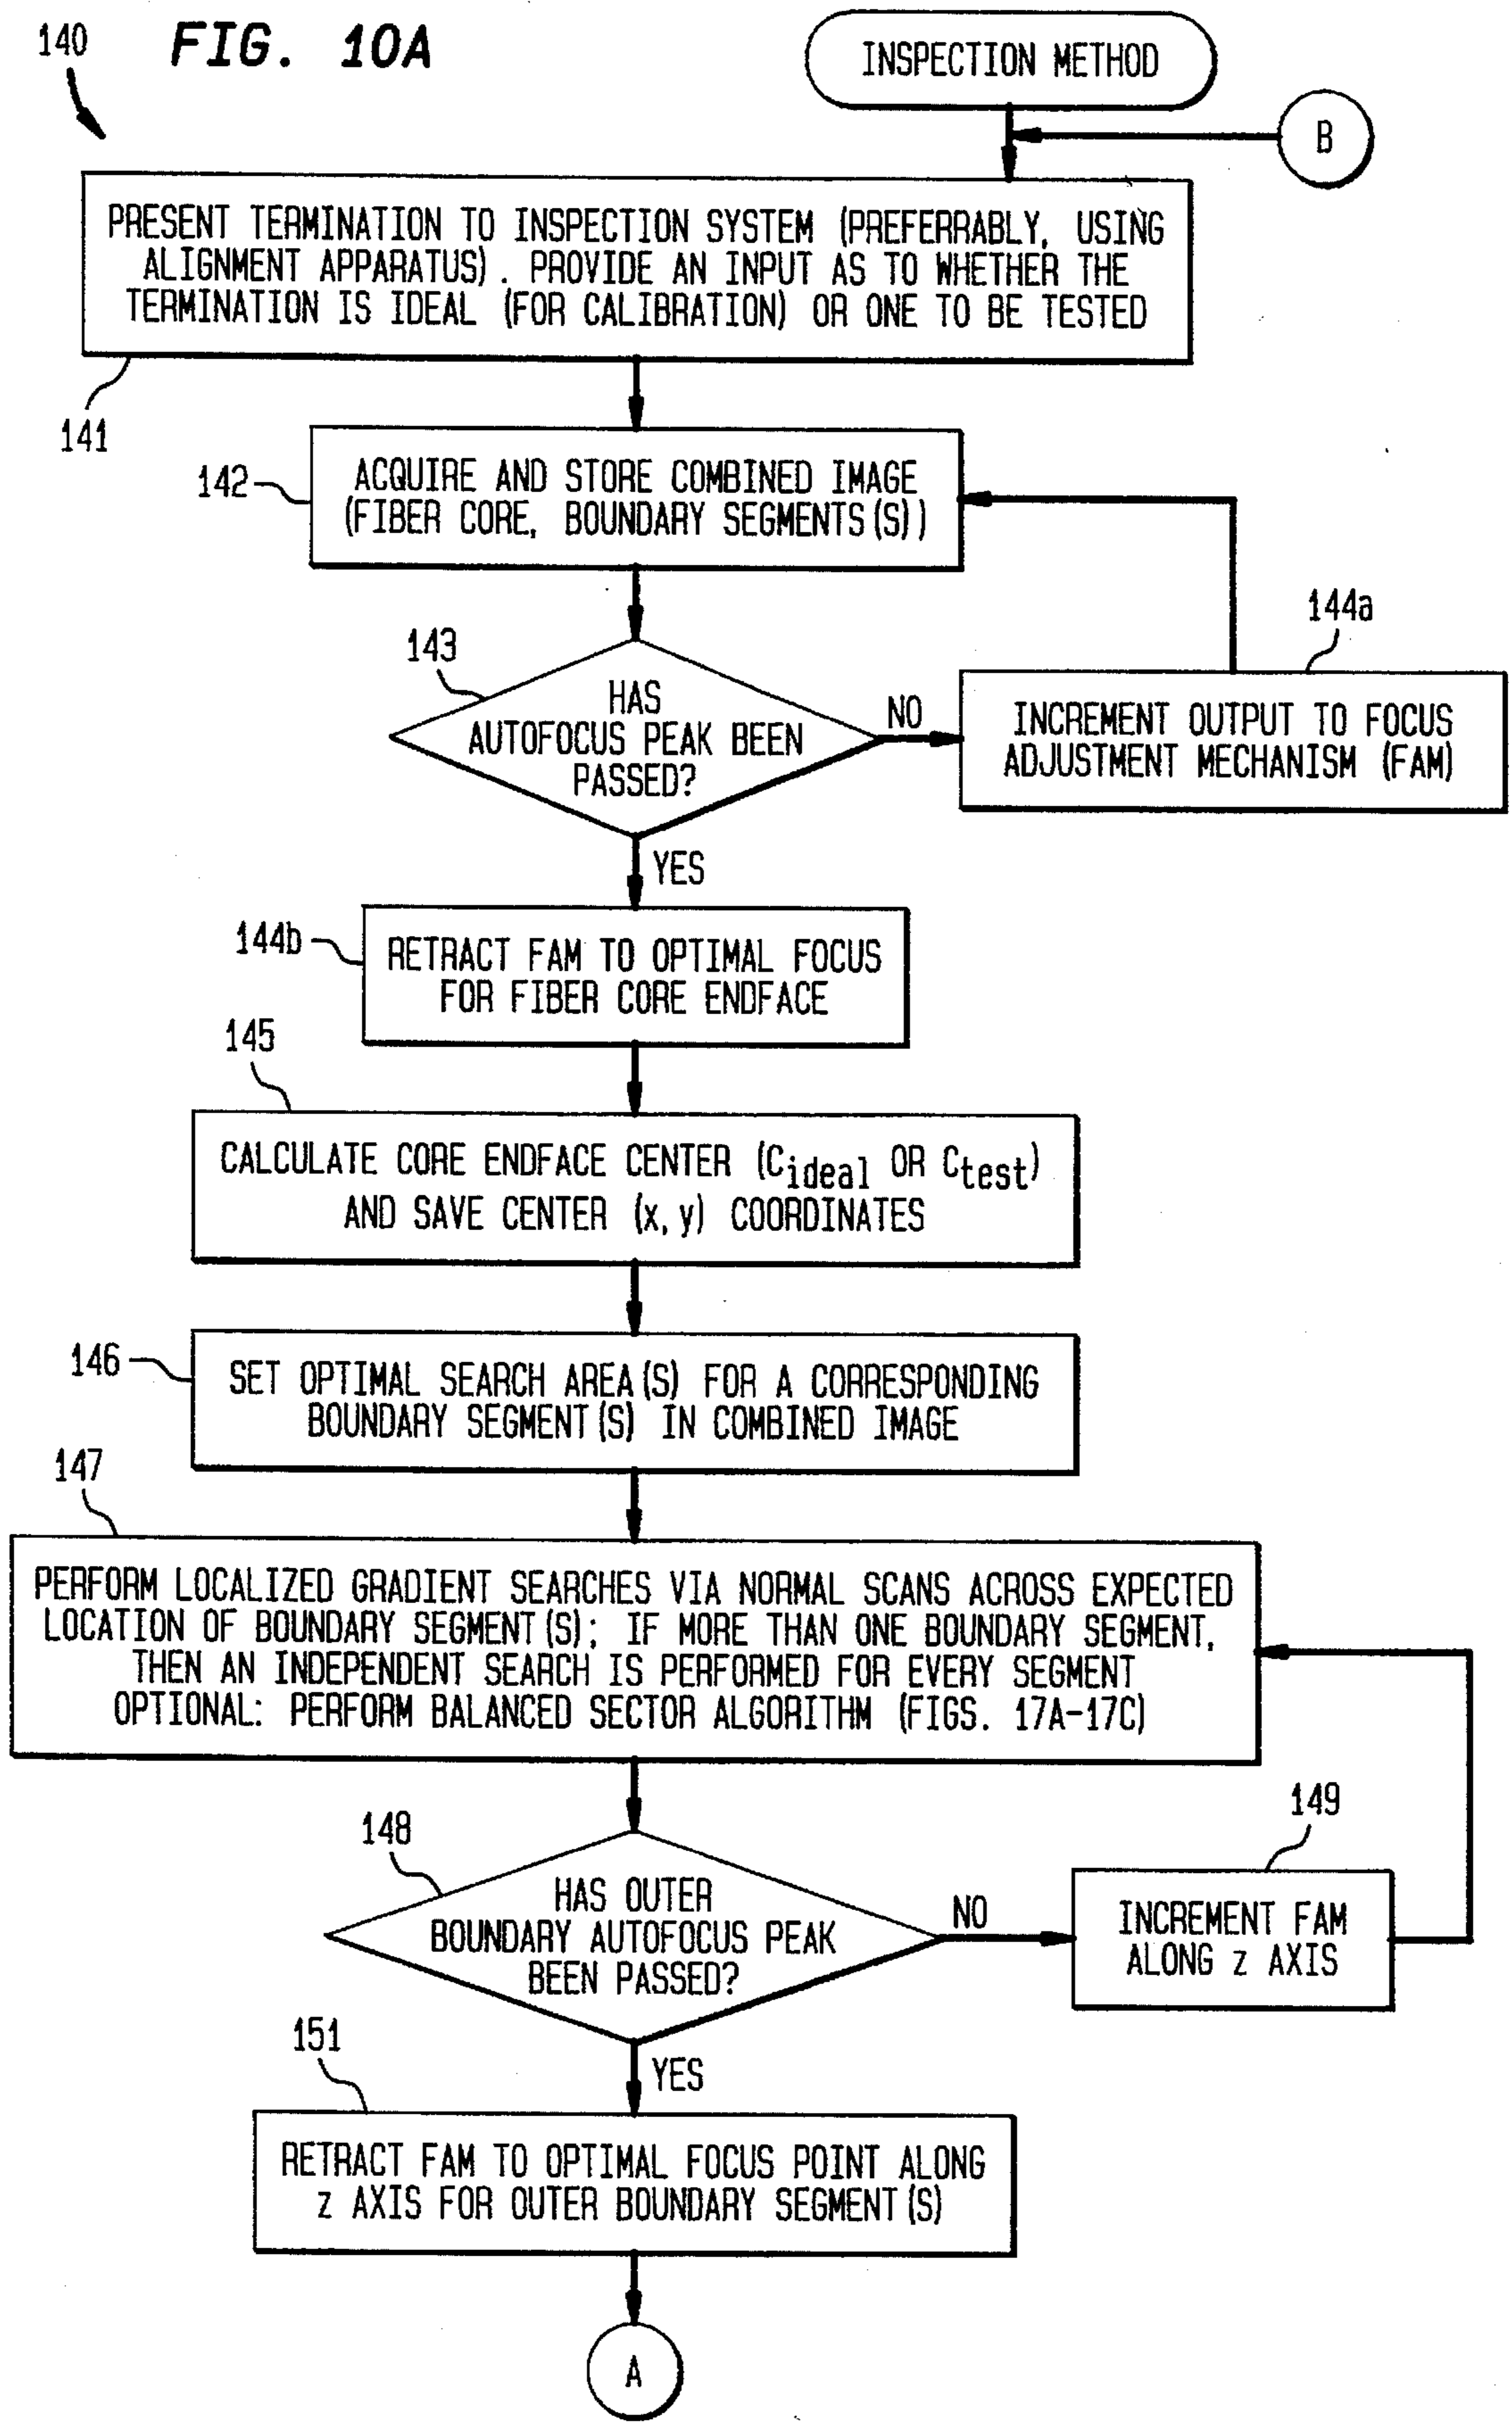 140
FIG. 10A
INSPECTION METHOD
B
PRESENT TERMINATION TO INSPECTION SYSTEM (PREFERRABLY, USING
ALIGNMENT APPARATUS). PROVIDE AN INPUT AS TO WHETHER THE
TERMINATION IS IDEAL (FOR CALIBRATION) OR ONE TO BE TESTED
141
142
ACQUIRE AND STORE COMBINED IMAGE
(FIBER CORE, BOUNDARY SEGMENTS(S))
143
HAS
AUTOFOCUS PEAK BEEN
PASSED?
NO
144a
INCREMENT OUTPUT TO FOCUS
ADJUSTMENT MECHANISM (FAM)
YES
144b
RETRACT FAM TO OPTIMAL FOCUS
FOR FIBER CORE ENDFACE
145
CALCULATE CORE ENDFACE CENTER (Cideal OR Ctest)
AND SAVE CENTER (x,y) COORDINATES
146
SET OPTIMAL SEARCH AREA(S) FOR A CORRESPONDING
BOUNDARY SEGMENT(S) IN COMBINED IMAGE
147
PERFORM LOCALIZED GRADIENT SEARCHES VIA NORMAL SCANS ACROSS EXPECTED
LOCATION OF BOUNDARY SEGMENT(S); IF MORE THAN ONE BOUNDARY SEGMENT,
THEN AN INDEPENDENT SEARCH IS PERFORMED FOR EVERY SEGMENT
OPTIONAL: PERFORM BALANCED SECTOR ALGORITHM (FIGS. 17A-17C)
148
HAS OUTER
BOUNDARY AUTOFOCUS PEAK
BEEN PASSED?
NO
149
INCREMENT FAM
ALONG z AXIS
YES
151
RETRACT FAM TO OPTIMAL FOCUS POINT ALONG
z AXIS FOR OUTER BOUNDARY SEGMENT(S)
A